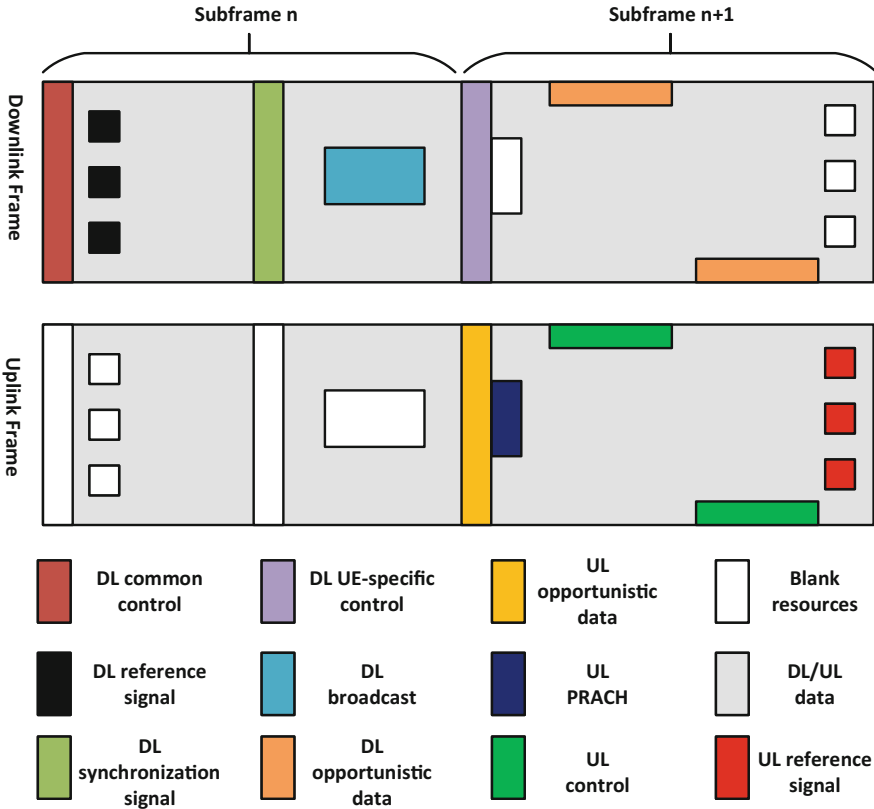 Subframe n
Subframe n+1
Downlink Frame
Uplink Frame
DL common
control
DL UE-specific
control
UL
opportunistic
data
Blank
resources
DL reference
signal
DL
broadcast
UL
PRACH
DL/UL
data
DL
synchronization
signal
DL
opportunistic
data
UL
control
UL reference
signal